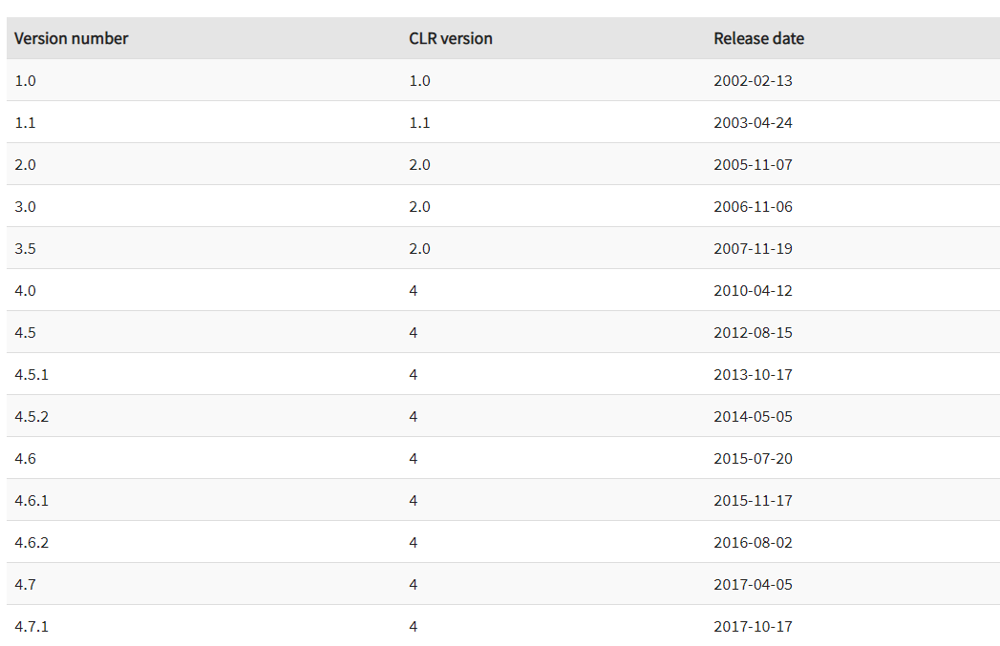 Version number CLR version Release date
1.0 1.0 2002-02-13
1.1 1.1 2003-04-24
2.0 2.0 2005-11-07
3.0 2.0 2006-11-06
3.5 2.0 2007-11-19
4.0 4 2010-04-12
4.5 4 2012-08-15
4.5.1 4 2013-10-17
4.5.2 4 2014-05-05
4.6 4 2015-07-20
4.6.1 4 2015-11-17
4.6.2 4 2016-08-02
4.7 4 2017-04-05
4.7.1 4 2017-10-17